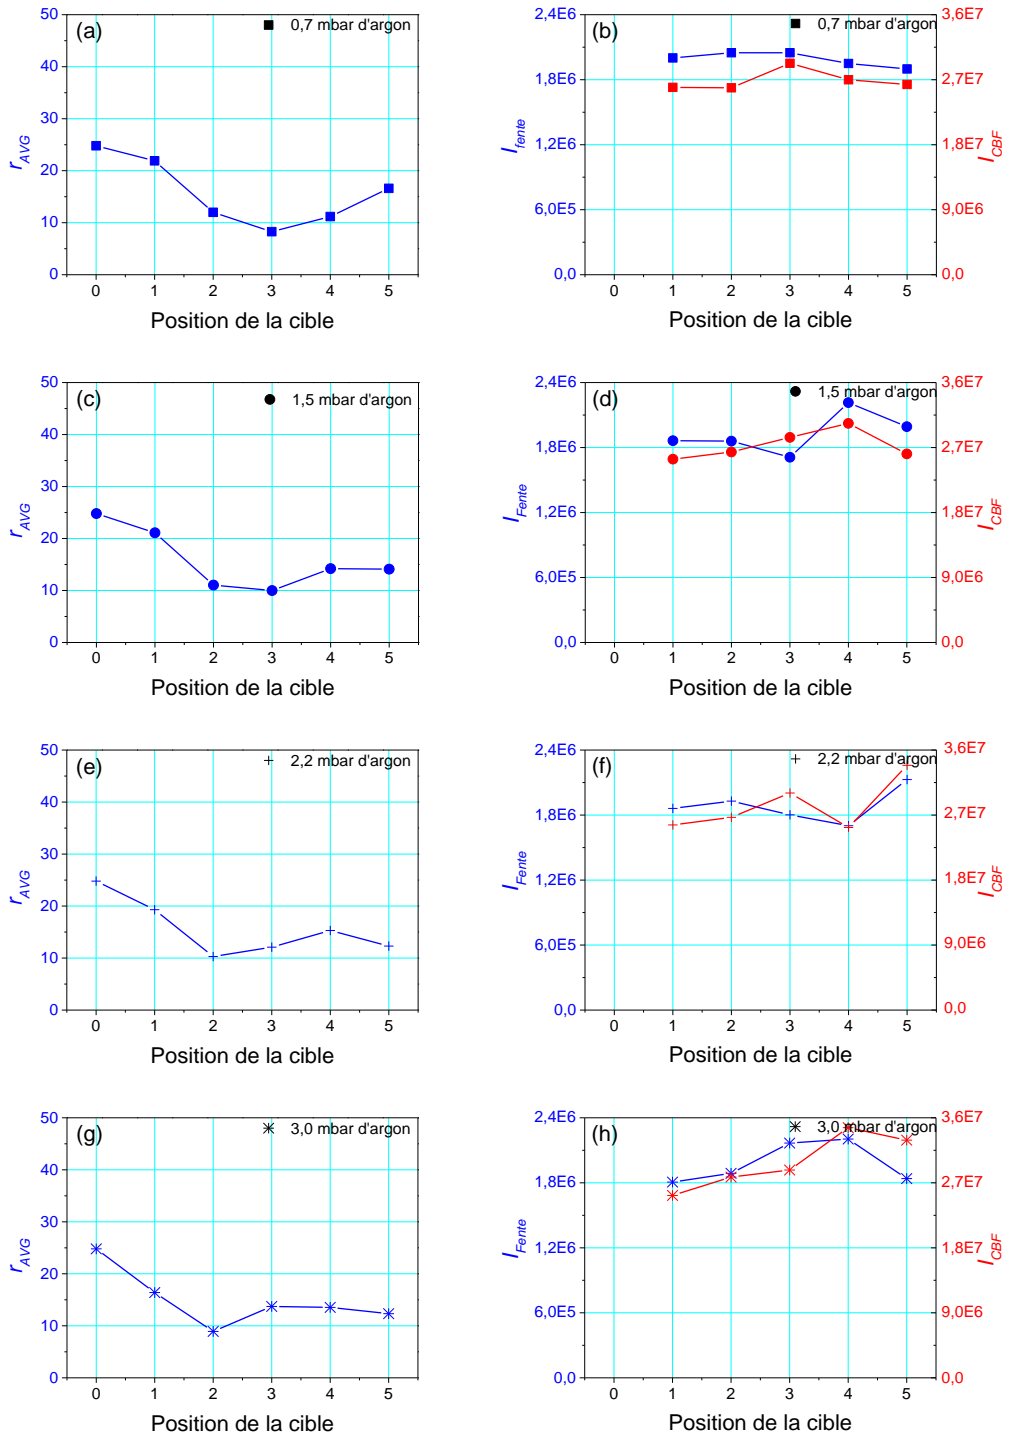 (a)
0,7 mbar d'argon
50
40
30
20
10
0
r_AVG
0 1 2 3 4 5
Position de la cible
(b)
0,7 mbar d'argon
2,4E6
1,8E6
1,2E6
6,0E5
0,0
I_fente
3,6E7
2,7E7
1,8E7
9,0E6
0,0
I_CBF
0 1 2 3 4 5
Position de la cible
(c)
1,5 mbar d'argon
50
40
30
20
10
0
r_AVG
0 1 2 3 4 5
Position de la cible
(d)
1,5 mbar d'argon
2,4E6
1,8E6
1,2E6
6,0E5
0,0
I_Fente
3,6E7
2,7E7
1,8E7
9,0E6
0,0
I_CBF
0 1 2 3 4 5
Position de la cible
(e)
2,2 mbar d'argon
50
40
30
20
10
0
r_AVG
0 1 2 3 4 5
Position de la cible
(f)
2,2 mbar d'argon
2,4E6
1,8E6
1,2E6
6,0E5
0,0
I_Fente
3,6E7
2,7E7
1,8E7
9,0E6
0,0
I_CBF
0 1 2 3 4 5
Position de la cible
(g)
3,0 mbar d'argon
50
40
30
20
10
0
r_AVG
0 1 2 3 4 5
Position de la cible
(h)
3,0 mbar d'argon
2,4E6
1,8E6
1,2E6
6,0E5
0,0
I_Fente
3,6E7
2,7E7
1,8E7
9,0E6
0,0
I_CBF
0 1 2 3 4 5
Position de la cible